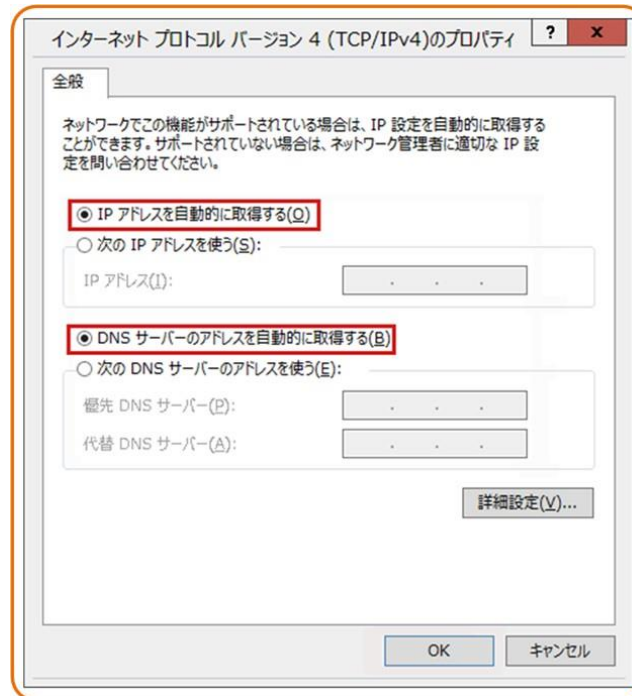 インターネット プロトコル バージョン 4 (TCP/IPv4)のプロパティ ? x
全般
ネットワークでこの機能がサポートされている場合は、IP 設定を自動的に取得する
ことができます。サポートされていない場合は、ネットワーク管理者に適切な IP 設
定を問い合わせてください。
IP アドレスを自動的に取得する(O)
次の IP アドレスを使う(S):
IP アドレス(I): . . .
DNS サーバーのアドレスを自動的に取得する(B)
次の DNS サーバーのアドレスを使う(E):
優先 DNS サーバー(P): . . .
代替 DNS サーバー(A): . . .
詳細設定(V)...
OK キャンセル